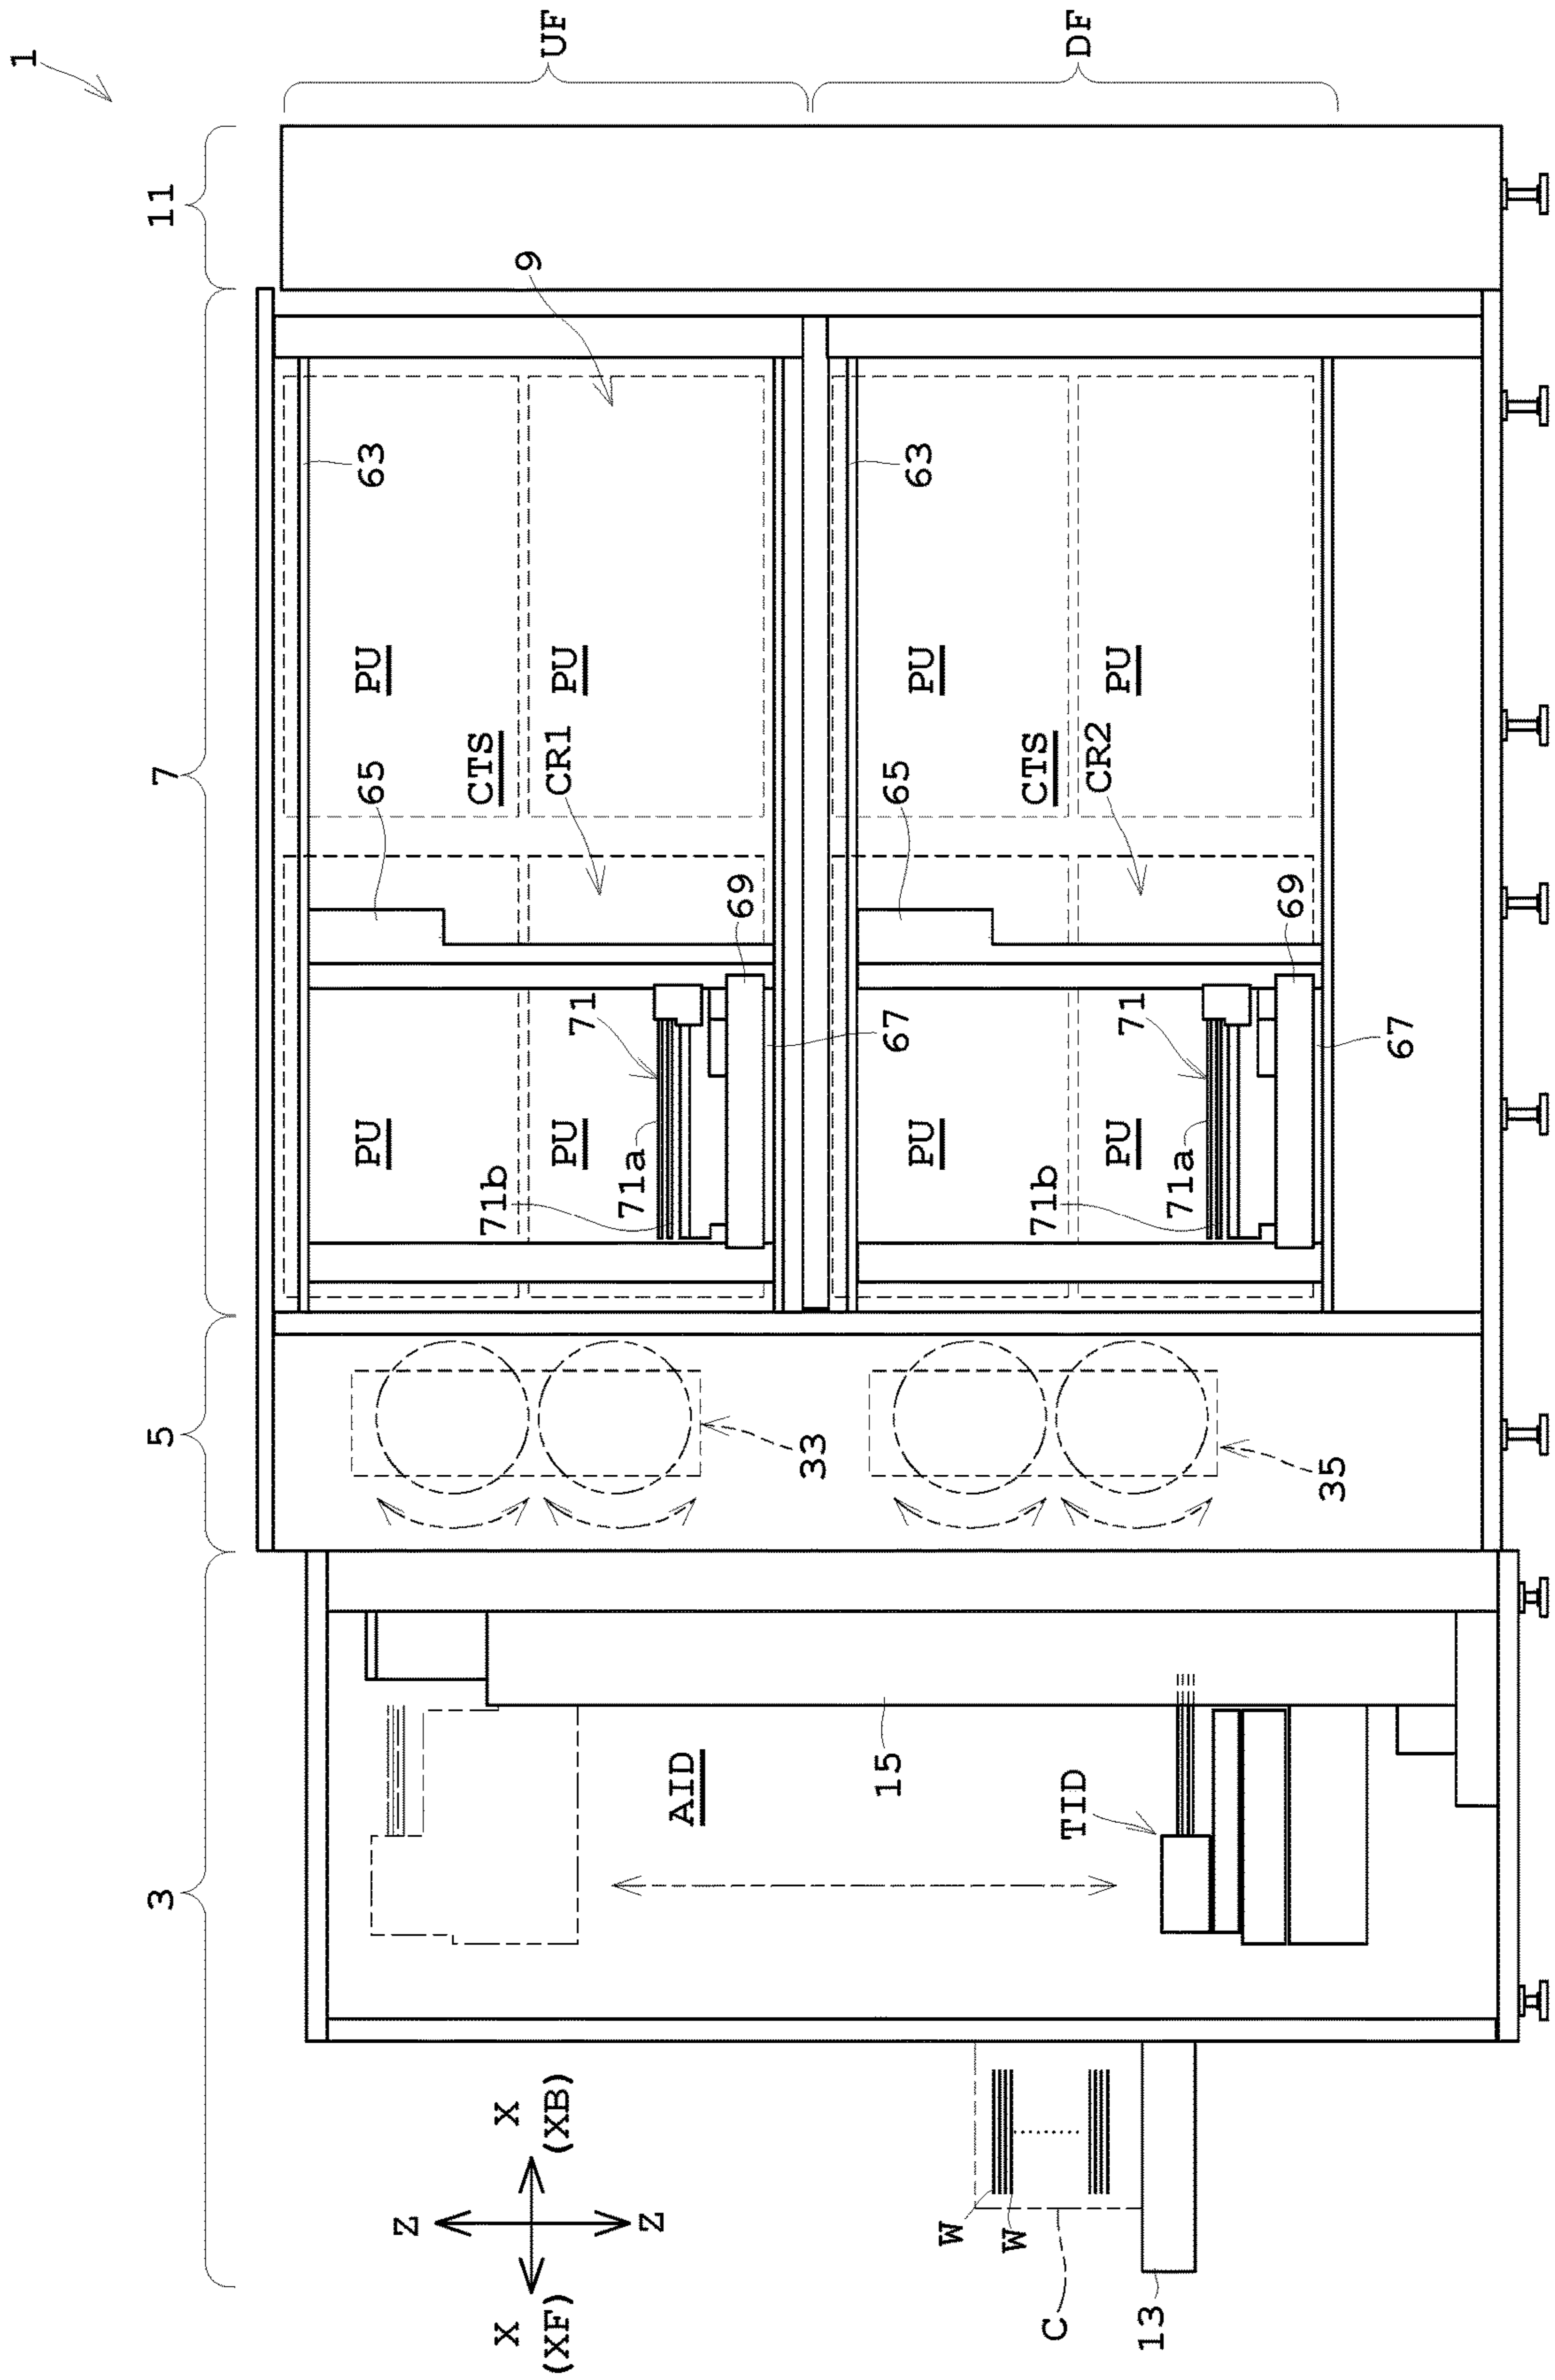 1
3
5
7
11
UF
DF
9
63
63
PU
PU
PU
PU
CTS
CTS
65
CR1
65
CR2
69
69
71
71
67
67
PU
PU
PU
PU
71b
71a
71b
71a
33
35
AID
15
TID
Z
X
(XF)
X
(XB)
Z
W
W
C
13